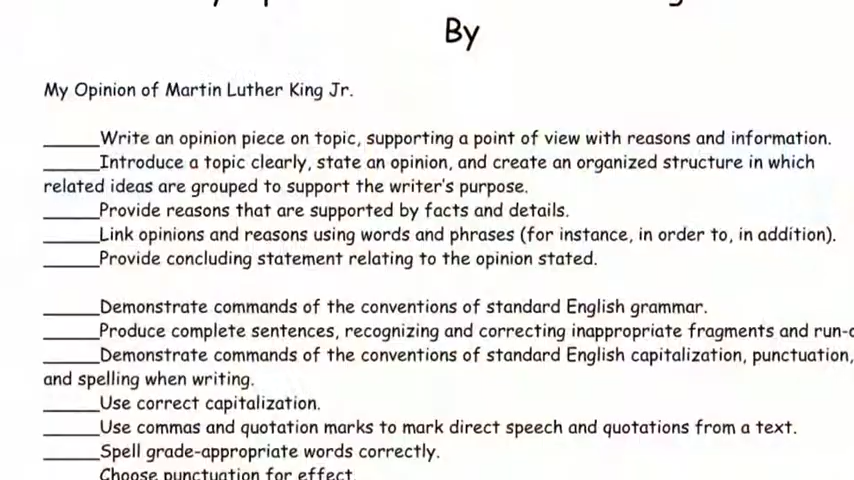 By
My Opinion of Martin Luther King Jr.
______Write an opinion piece on topic, supporting a point of view with reasons and information.
______Introduce a topic clearly, state an opinion, and create an organized structure in which
related ideas are grouped to support the writer's purpose.
______Provide reasons that are supported by facts and details.
______Link opinions and reasons using words and phrases (for instance, in order to, in addition).
______Provide concluding statement relating to the opinion stated.
______Demonstrate commands of the conventions of standard English grammar.
______Produce complete sentences, recognizing and correcting inappropriate fragments and
______Demonstrate commands of the conventions of standard English capitalization, punctuation,
and spelling when writing.
______Use correct capitalization.
______Use commas and quotation marks to mark direct speech and quotations from a text.
______Spell grade-appropriate words correctly.
Choose punctuation for effect.